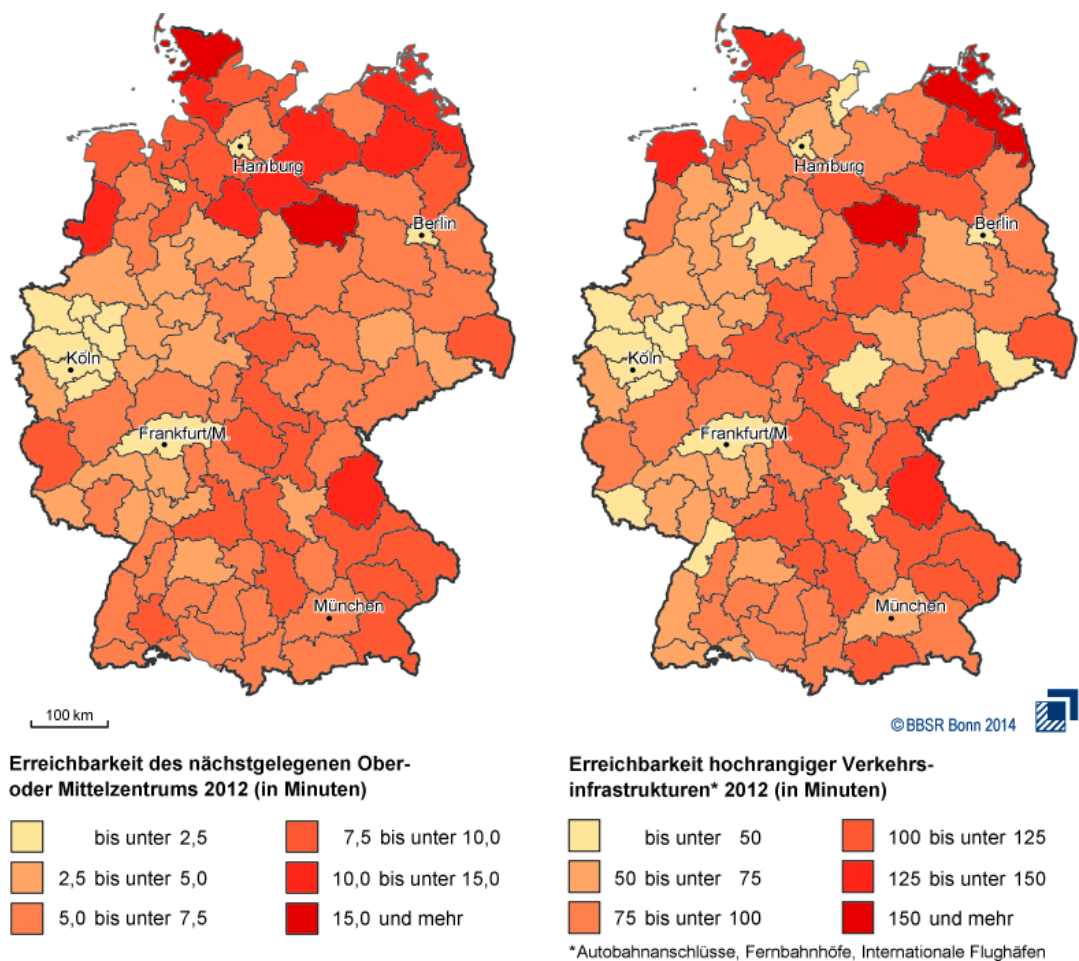 Hamburg
Berlin
Köln
Frankfurt/M.
München
Hamburg
Berlin
Köln
Frankfurt/M.
München
100 km
©BBSR Bonn 2014
Erreichbarkeit des nächstgelegenen Ober-
oder Mittelzentrums 2012 (in Minuten)
bis unter 2,5
2,5 bis unter 5,0
5,0 bis unter 7,5
7,5 bis unter 10,0
10,0 bis unter 15,0
15,0 und mehr
Erreichbarkeit hochrangiger Verkehrs-
infrastrukturen* 2012 (in Minuten)
bis unter 50
50 bis unter 75
75 bis unter 100
100 bis unter 125
125 bis unter 150
150 und mehr
*Autobahnanschlüsse, Fernbahnhöfe, Internationale Flughäfen